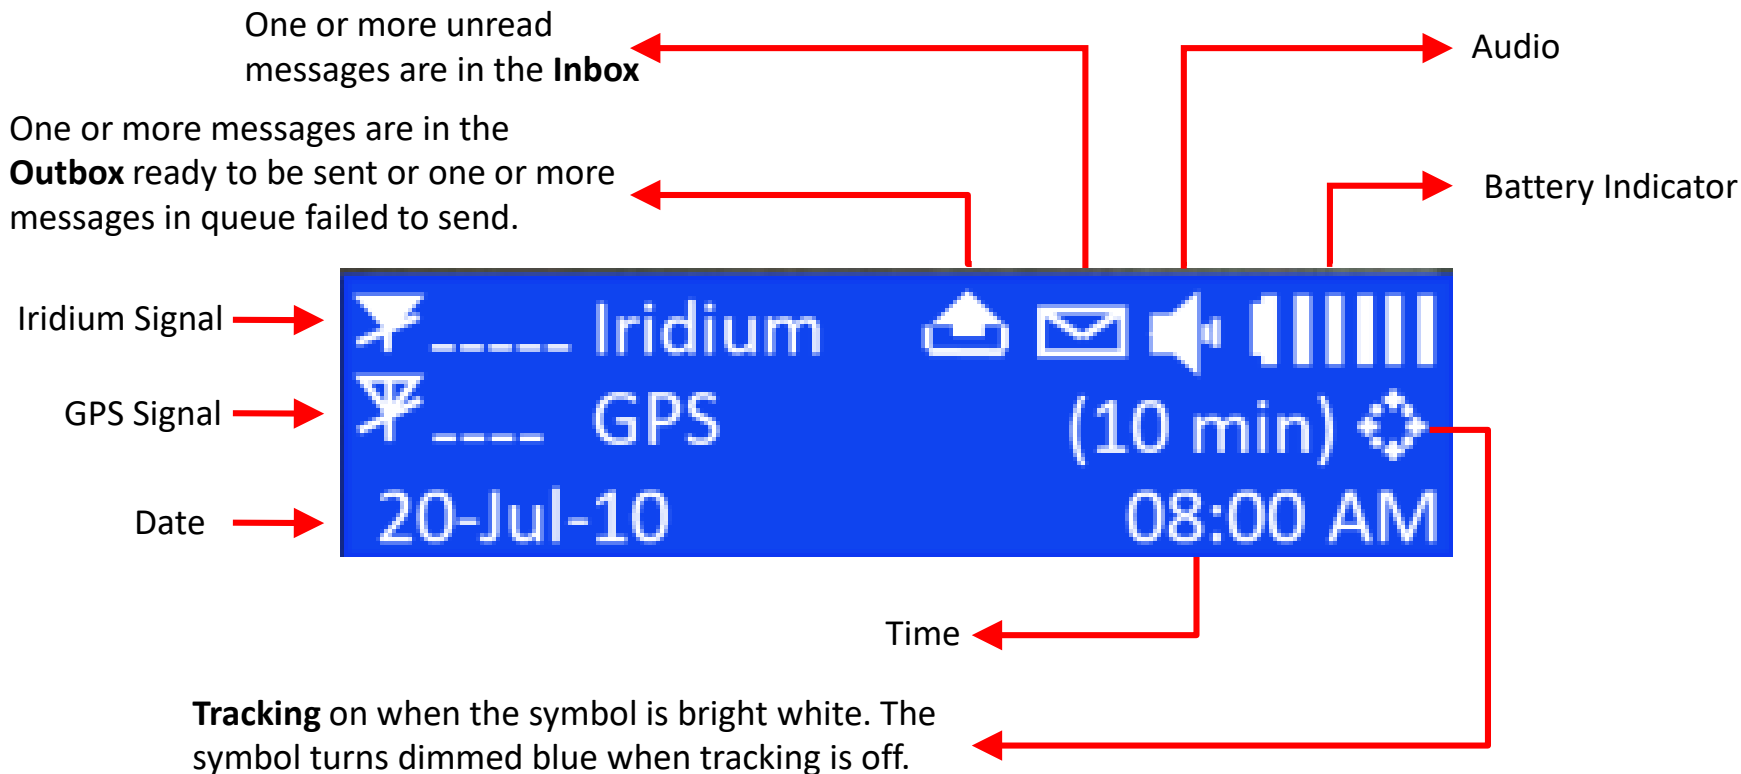 One or more unread
messages are in the Inbox
Audio
One or more messages are in the
Outbox ready to be sent or one or more
messages in queue failed to send.
Battery Indicator
Iridium Signal
_____ Iridium
GPS Signal
____ GPS
(10 min)
Date
20-Jul-10
08:00 AM
Time
Tracking on when the symbol is bright white. The
symbol turns dimmed blue when tracking is off.